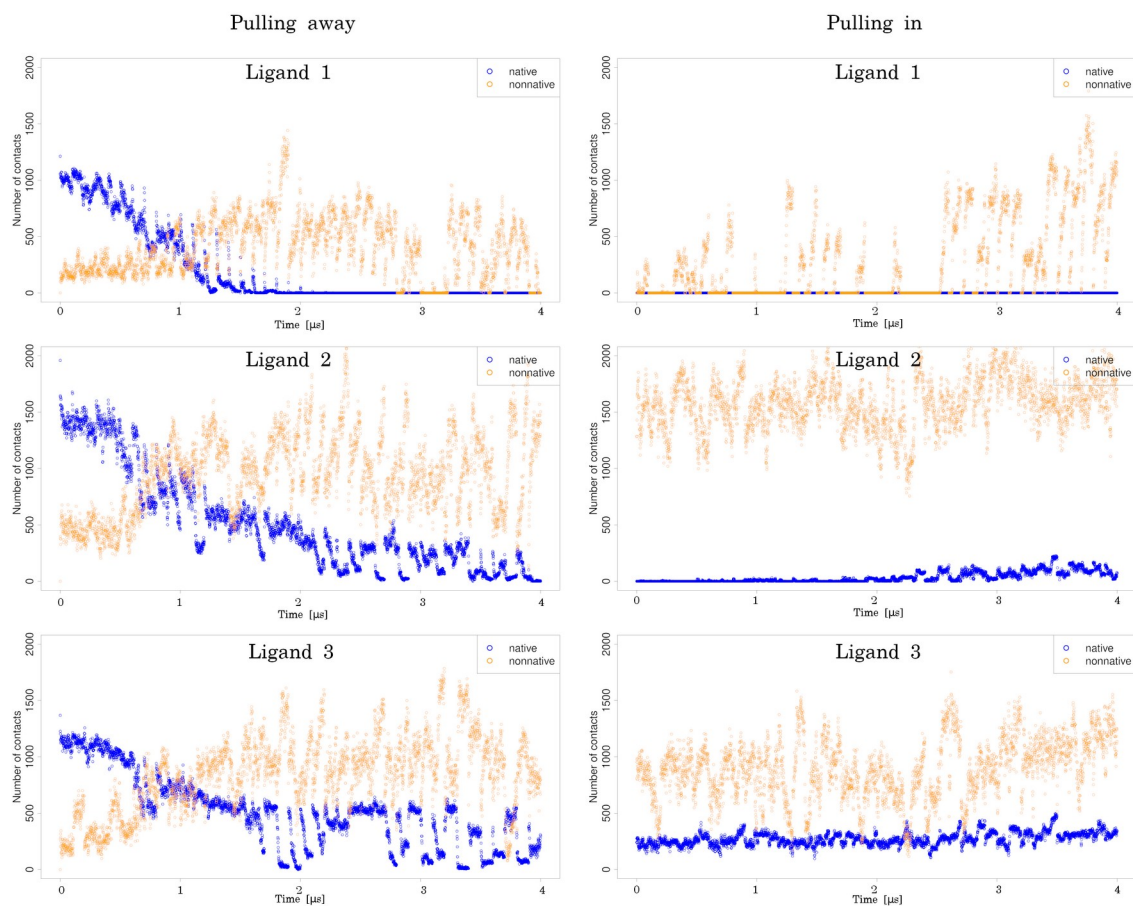 Pulling away
Pulling in
Ligand 1
native
nonnative
Number of contacts
2000
1500
1000
500
0
0 1 2 3 4
Time [µs]
Ligand 1
native
nonnative
Number of contacts
2000
1500
1000
500
0
0 1 2 3 4
Time [µs]
Ligand 2
native
nonnative
Number of contacts
2000
1500
1000
500
0
0 1 2 3 4
Time [µs]
Ligand 2
native
nonnative
Number of contacts
2000
1500
1000
500
0
0 1 2 3 4
Time [µs]
Ligand 3
native
nonnative
Number of contacts
2000
1500
1000
500
0
0 1 2 3 4
Time [µs]
Ligand 3
native
nonnative
Number of contacts
2000
1500
1000
500
0
0 1 2 3 4
Time [µs]